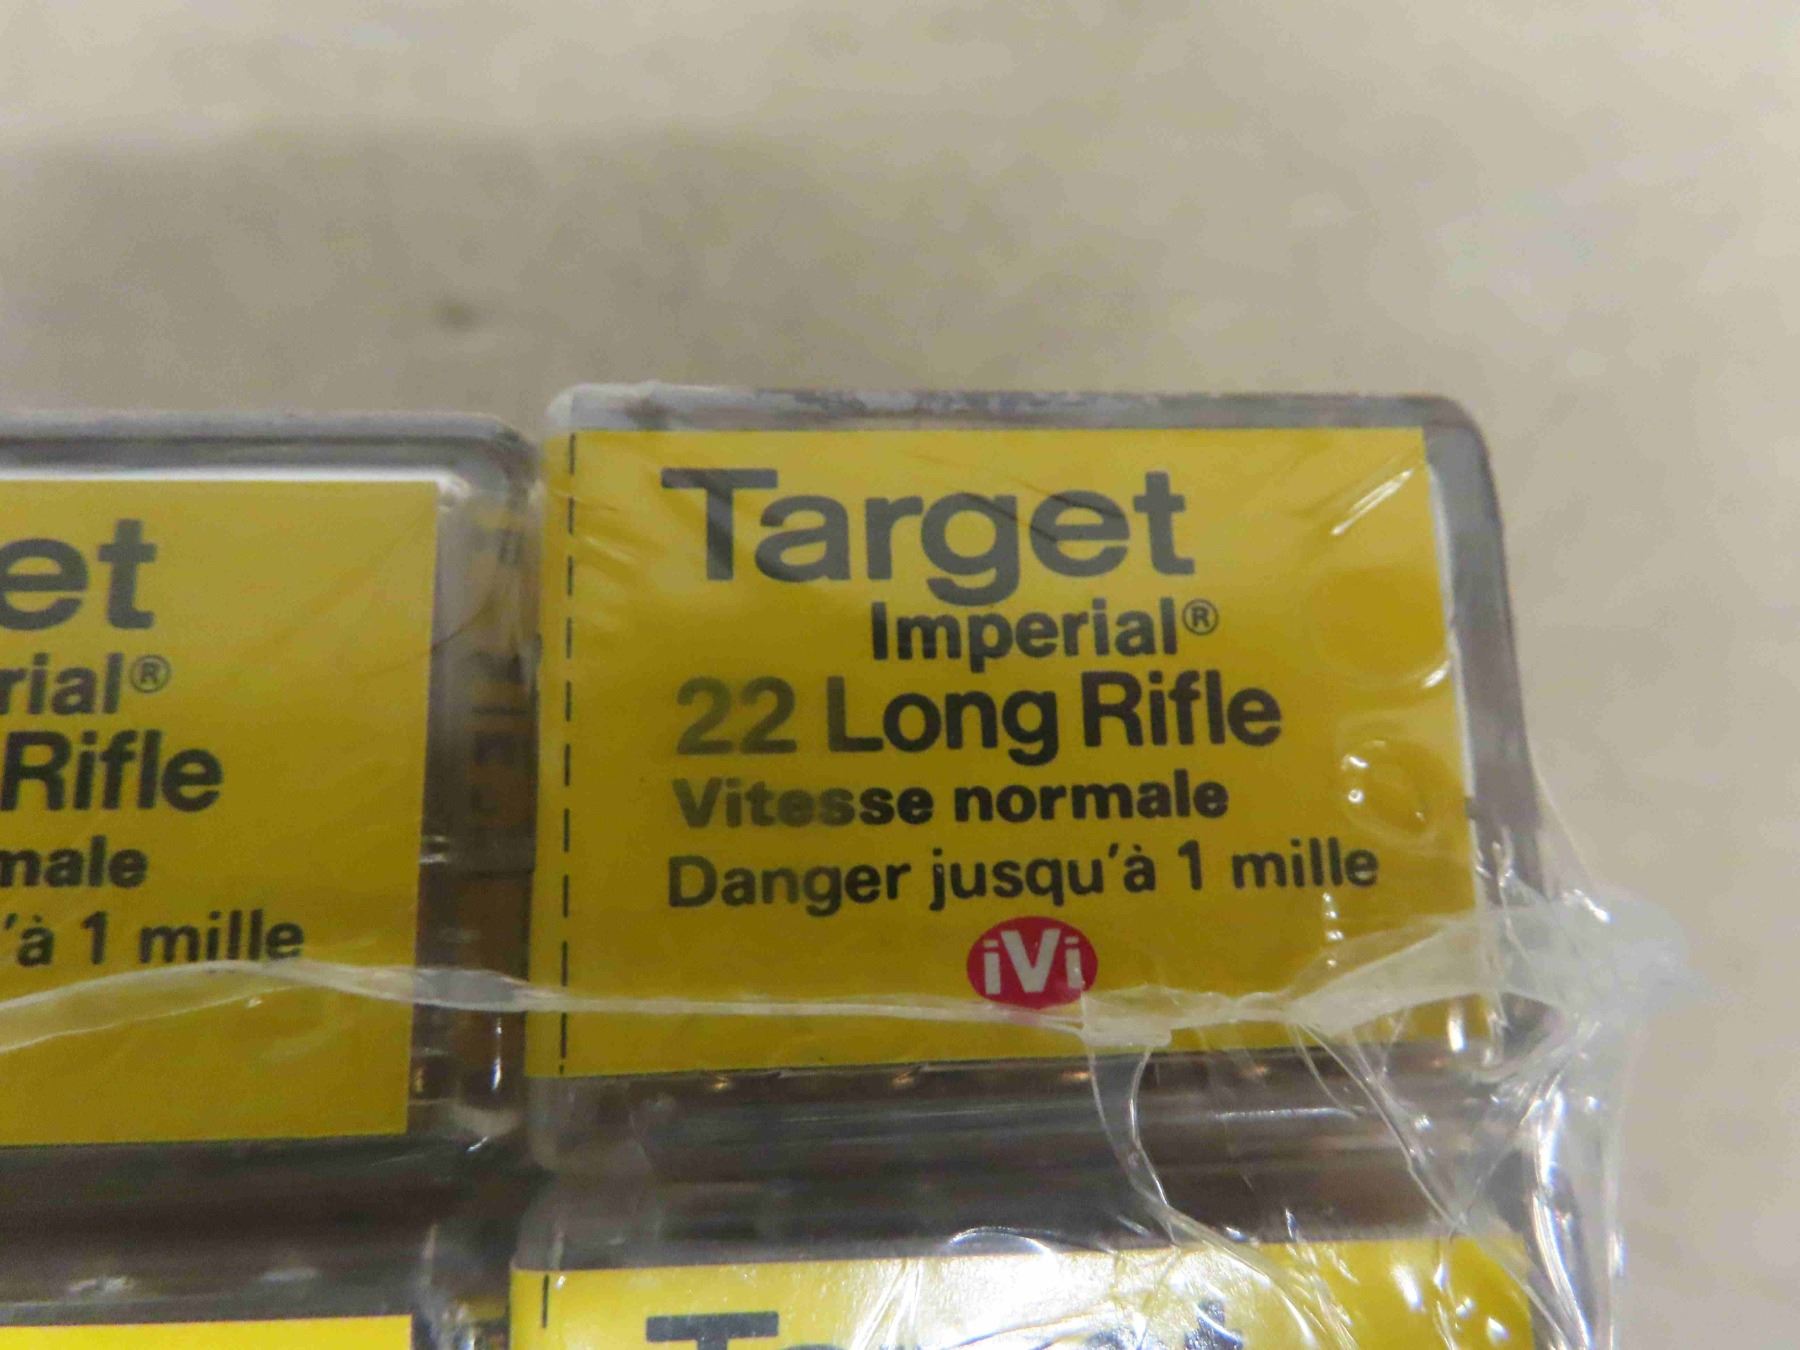 Target
Imperial®
22 Long Rifle
Vitesse normale
Danger jusqu'à 1 mille
iVi
et
rial®
Rifle
male
'à 1 mille